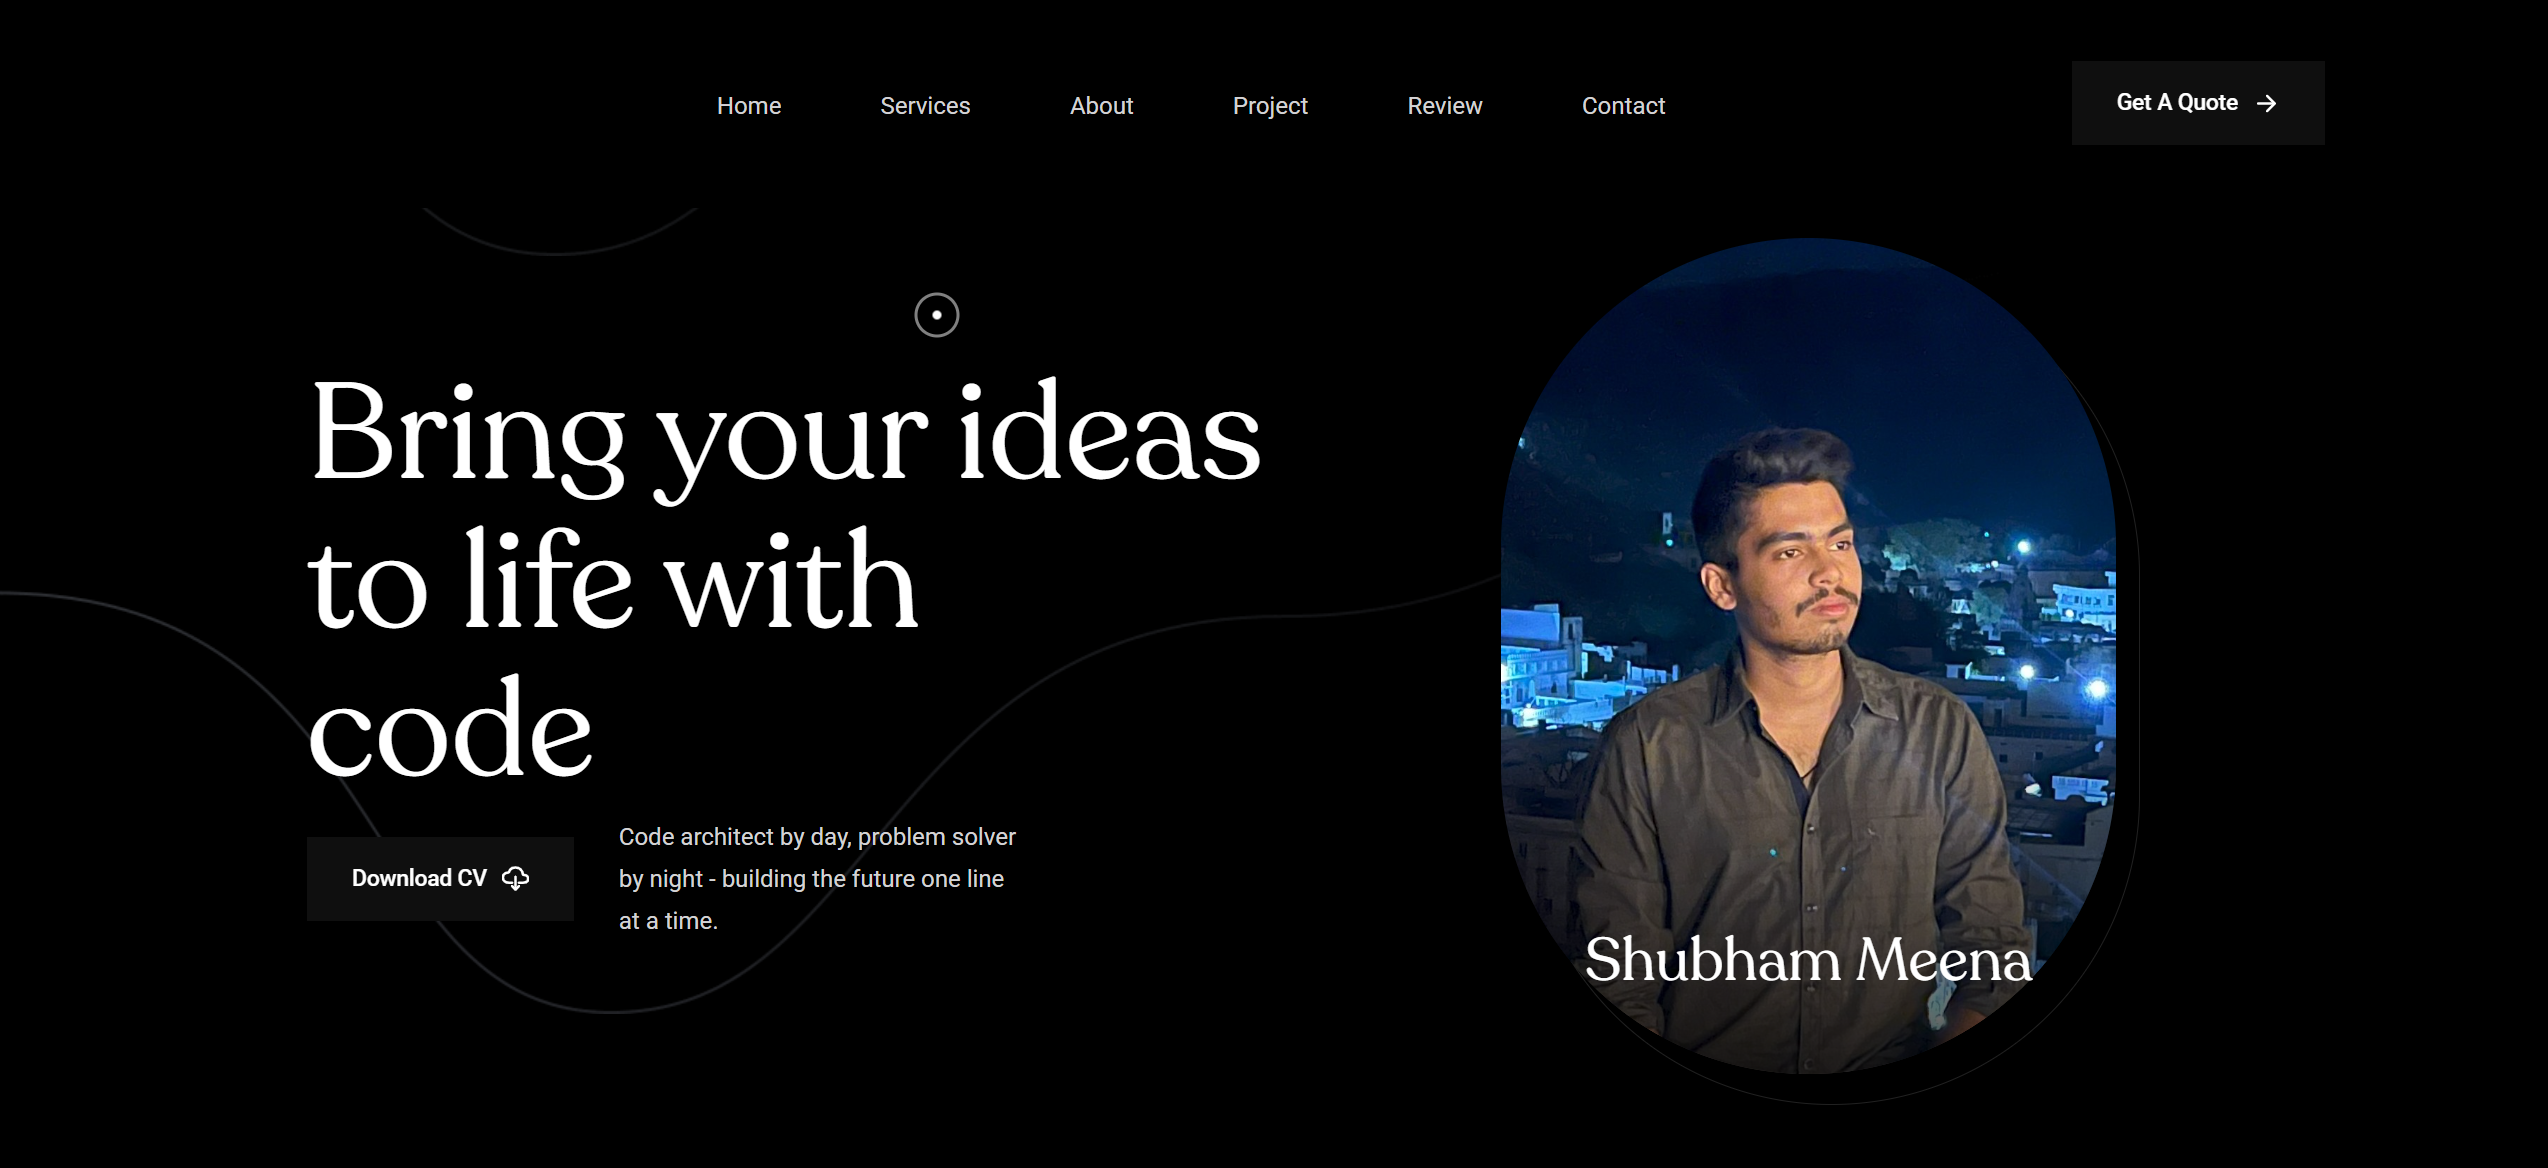 Home Services About Project Review Contact
Get A Quote
Bring your ideas
to life with
code
Download CV
Code architect by day, problem solver
by night - building the future one line
at a time.
Shubham Meena